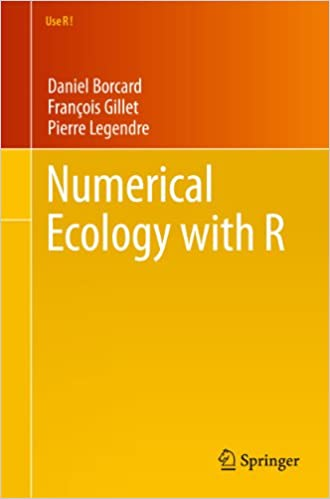 Use R!
Daniel Borcard
François Gillet
Pierre Legendre
Numerical
Ecology with R
Springer